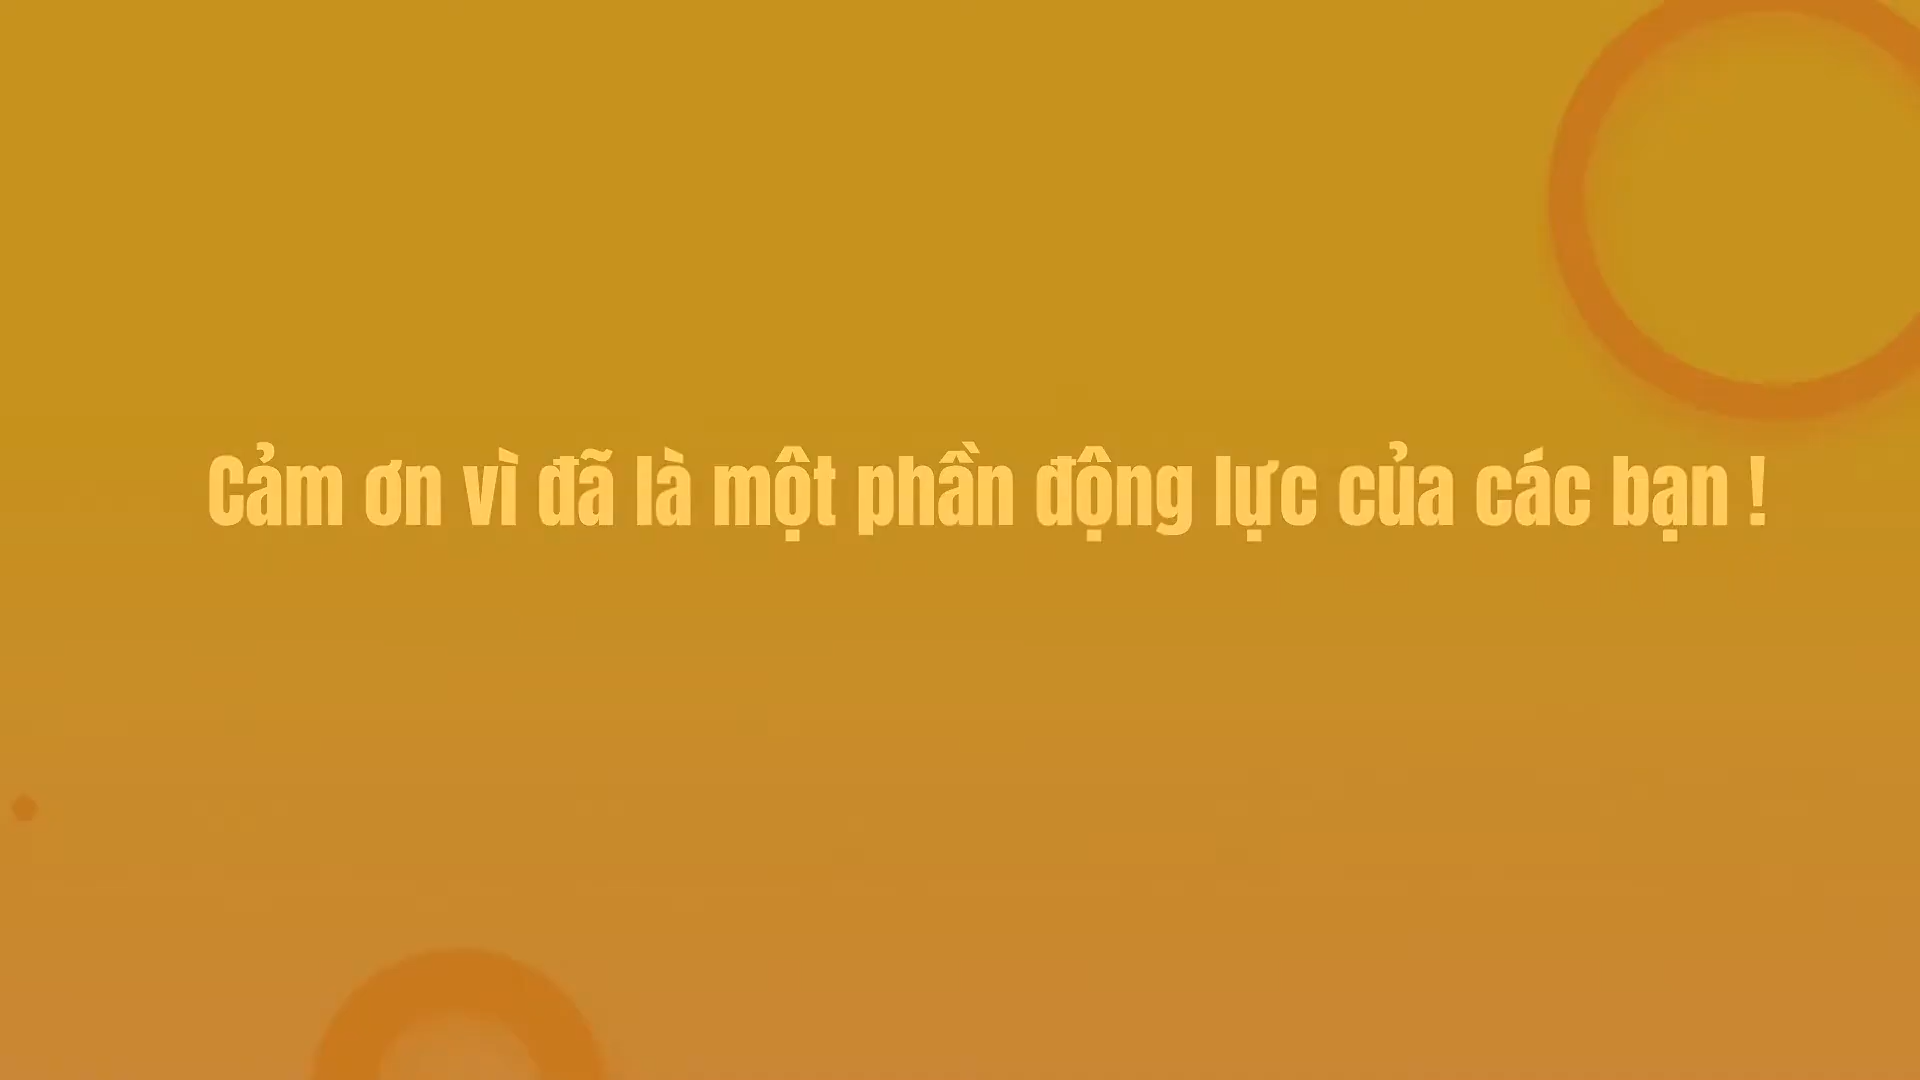 Cảm ơn vì đã là một phần động lực của các bạn !